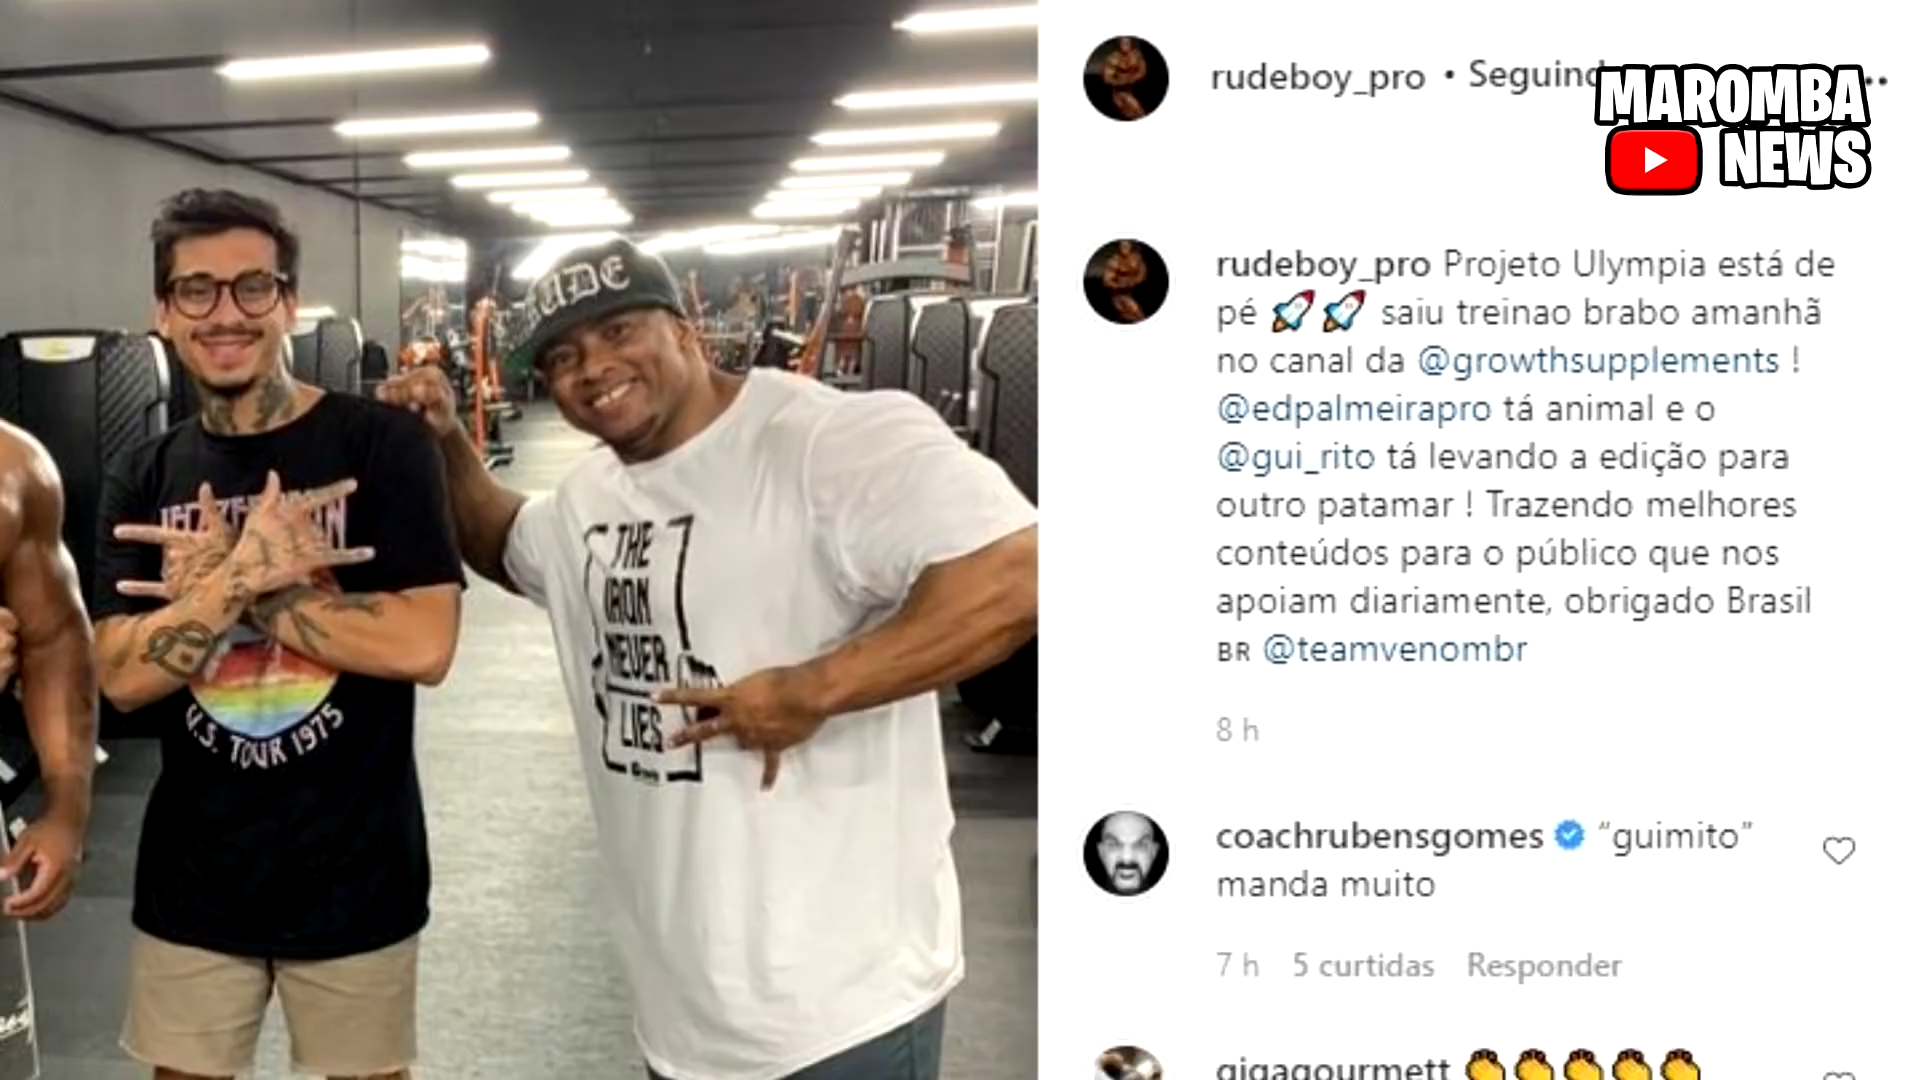 rudeboy_pro • Seguind
MAROMBA
NEWS
rudeboy_pro Projeto Ulympia está de
pé 🚀🚀 saiu treinao brabo amanhã
no canal da @growthsupplements !
@edpalmeirapro tá animal e o
@gui_rito tá levando a edição para
outro patamar ! Trazendo melhores
conteúdos para o público que nos
apoiam diariamente, obrigado Brasil
BR @teamvenombr
8 h
coachrubensgomes “guimito”
manda muito
7 h 5 curtidas Responder
gigagourmett 👏👏👏👏👏
UDE
U.S. TOUR 1975
THE
IRON
NEVER
LIES